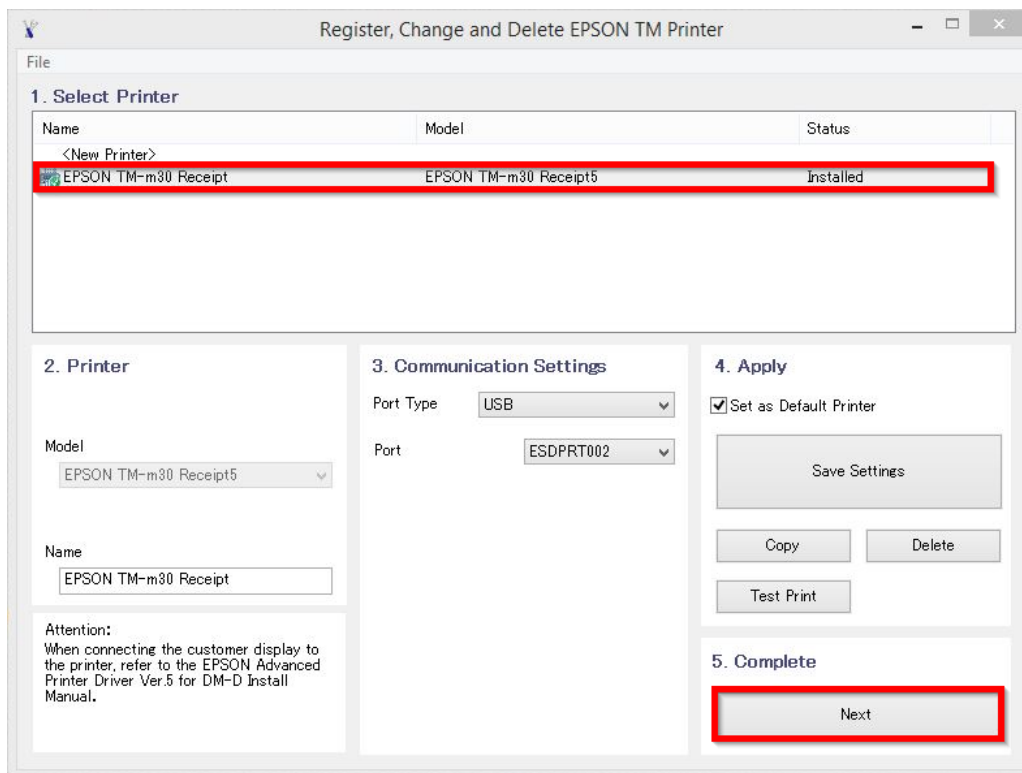 Register, Change and Delete EPSON TM Printer
File
1. Select Printer
Name Model Status
<New Printer>
EPSON TM-m30 Receipt EPSON TM-m30 Receipt5 Installed
2. Printer
Model
EPSON TM-m30 Receipt5
Name
EPSON TM-m30 Receipt
Attention:
When connecting the customer display to
the printer, refer to the EPSON Advanced
Printer Driver Ver.5 for DM-D Install
Manual.
3. Communication Settings
Port Type USB
Port ESDPRT002
4. Apply
Set as Default Printer
Save Settings
Copy Delete
Test Print
5. Complete
Next